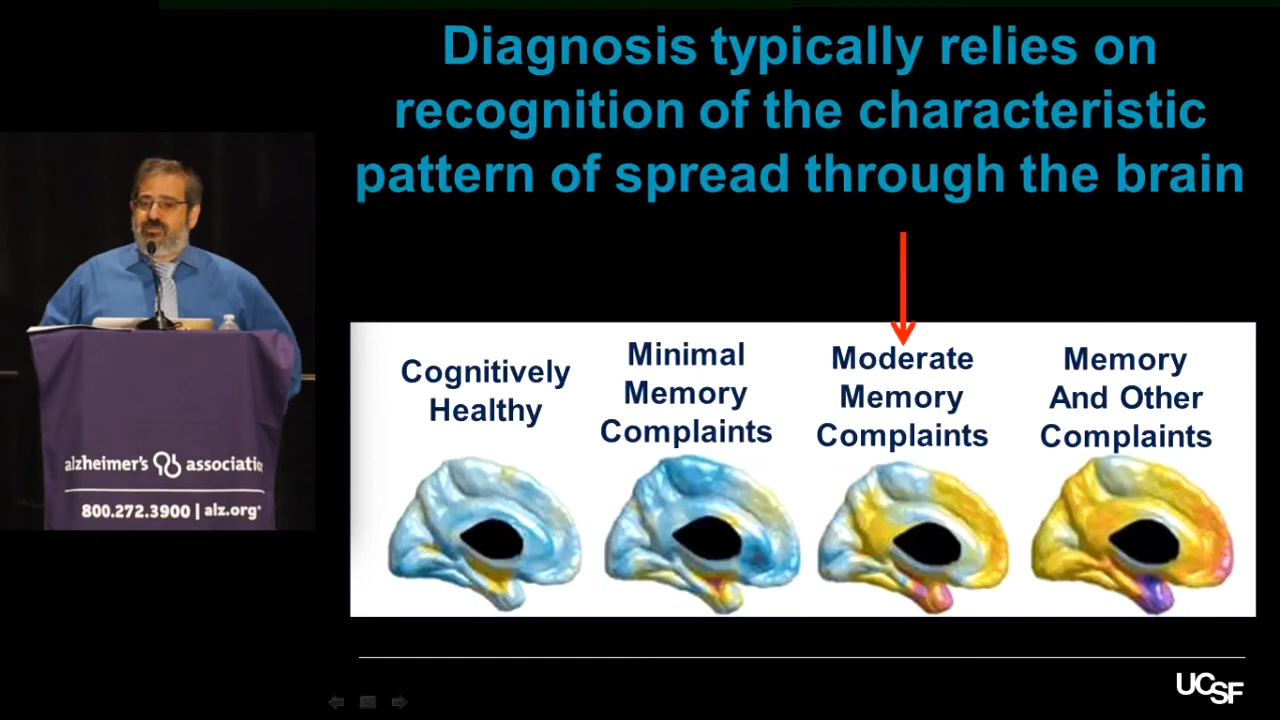 Diagnosis typically relies on
recognition of the characteristic
pattern of spread through the brain
Cognitively
Healthy
Minimal
Memory
Complaints
Moderate
Memory
Complaints
Memory
And Other
Complaints
alzheimer's associatio
800.272.3900 | alz.org
UCSF